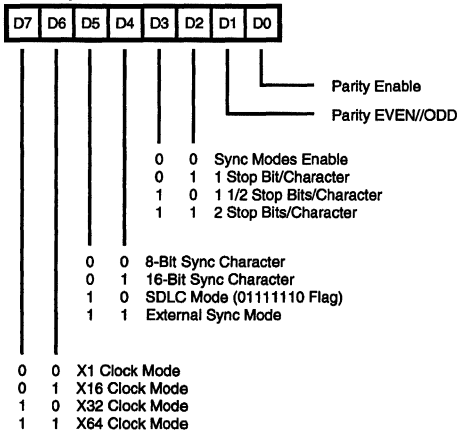 D7 D6 D5 D4 D3 D2 D1 D0
Parity Enable
Parity EVEN//ODD
0 0 Sync Modes Enable
0 1 1 Stop Bit/Character
1 0 1 1/2 Stop Bits/Character
1 1 2 Stop Bits/Character
0 0 8-Bit Sync Character
0 1 16-Bit Sync Character
1 0 SDLC Mode (01111110 Flag)
1 1 External Sync Mode
0 0 X1 Clock Mode
0 1 X16 Clock Mode
1 0 X32 Clock Mode
1 1 X64 Clock Mode